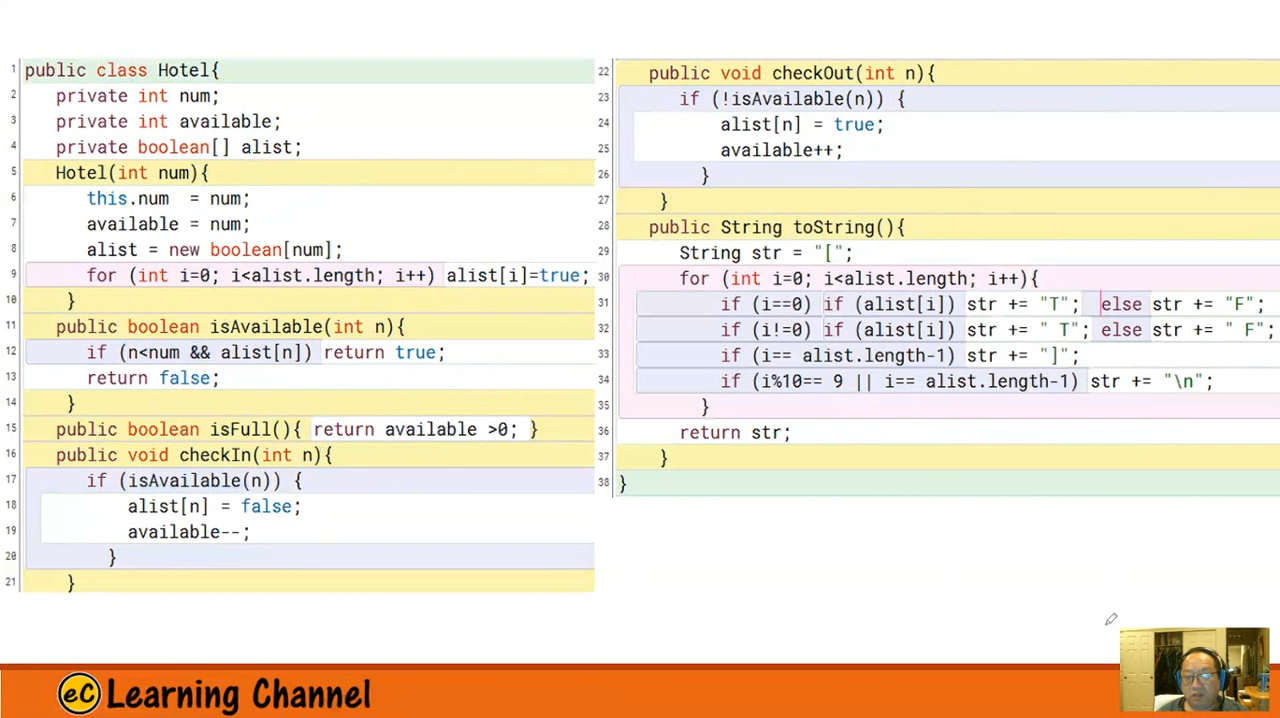 1 public class Hotel{
2 private int num;
3 private int available;
4 private boolean[] alist;
5 Hotel(int num){
6 this.num  = num;
7 available = num;
8 alist = new boolean[num];
9 for (int i=0; i<alist.length; i++) alist[i]=true;
10 }
11 public boolean isAvailable(int n){
12 if (n<num && alist[n]) return true;
13 return false;
14 }
15 public boolean isFull(){ return available >0; }
16 public void checkIn(int n){
17 if (isAvailable(n)) {
18 alist[n] = false;
19 available--;
20 }
21 }
22 public void checkOut(int n){
23 if (!isAvailable(n)) {
24 alist[n] = true;
25 available++;
26 }
27 }
28 public String toString(){
29 String str = "[";
30 for (int i=0; i<alist.length; i++){
31 if (i==0) if (alist[i]) str += "T"; else str += "F";
32 if (i!=0) if (alist[i]) str += " T"; else str += " F";
33 if (i== alist.length-1) str += "]";
34 if (i%10== 9 || i== alist.length-1) str += "\n";
35 }
36 return str;
37 }
38 }
eC Learning Channel